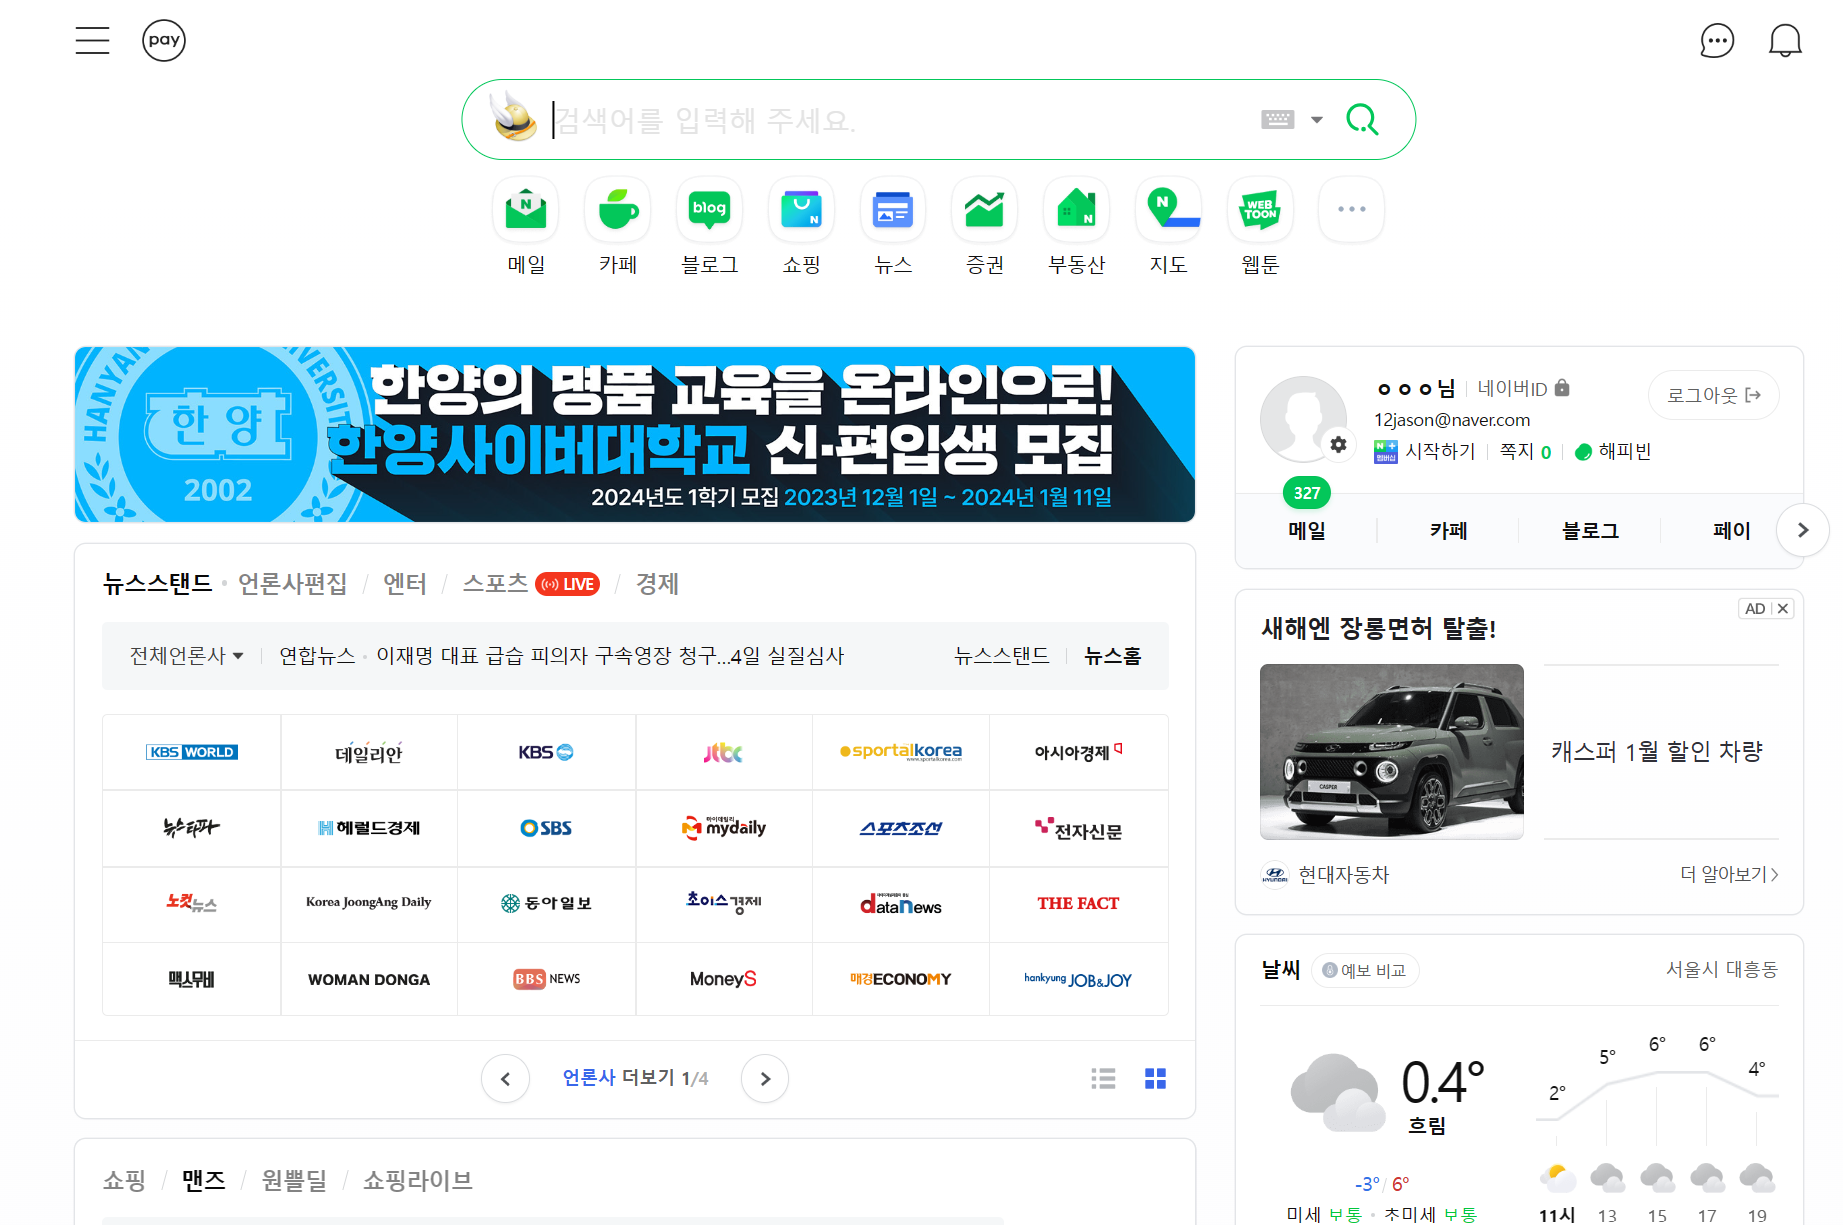 pay
검색어를 입력해 주세요.
N
blog
N
N
N
WEB TOON
메일 카페 블로그 쇼핑 뉴스 증권 부동산 지도 웹툰
한양의 명품 교육을 온라인으로!
한양사이버대학교 신·편입생 모집
2024년도 1학기 모집 2023년 12월 1일 ~ 2024년 1월 11일
한양
2002
ㅇㅇㅇ님 네이버ID
로그아웃
12jason@naver.com
N+ 멤버십 시작하기 쪽지 0 해피빈
327
메일 카페 블로그 페이
뉴스스탠드 · 언론사편집 / 엔터 / 스포츠 LIVE / 경제
전체언론사 연합뉴스 · 이재명 대표 급습 피의자 구속영장 청구...4일 실질심사 뉴스스탠드 뉴스홈
KBS WORLD 데일리안 KBS jtbc sportalkorea www.sportalkorea.com 아시아경제
뉴스타파 헤럴드경제 SBS 마이데일리 mydaily 스포츠조선 전자신문
노컷뉴스 Korea JoongAng Daily 동아일보 초이스경제 dataNews THE FACT
맥스무비 WOMAN DONGA BBS NEWS MoneyS 매경ECONOMY hankyung JOB&JOY
언론사 더보기 1/4
쇼핑 / 맨즈 / 원쁠딜 / 쇼핑라이브
AD
새해엔 장롱면허 탈출!
CASPER
캐스퍼 1월 할인 차량
HYUNDAI 현대자동차 더 알아보기
날씨 예보 비교 서울시 대흥동
0.4°
흐림
-3° / 6°
미세 보통 · 초미세 보통
2° 5° 6° 6° 4°
11시 13 15 17 19